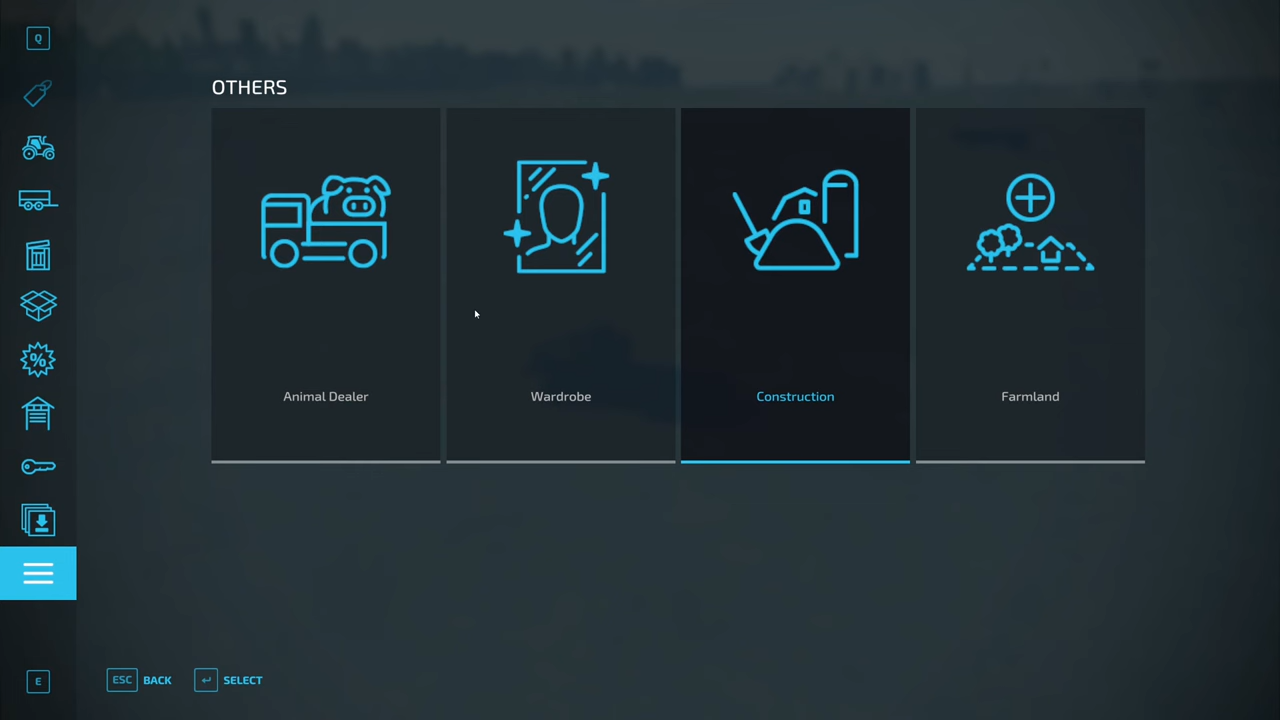 Q
OTHERS
%
Animal Dealer
Wardrobe
Construction
Farmland
E
ESC BACK
SELECT